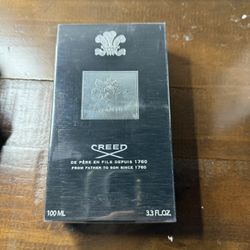 CREED
DE PÈRE EN FILS DEPUIS 1760
FROM FATHER TO SON SINCE 1760
100 ML 3.3 FL.OZ.